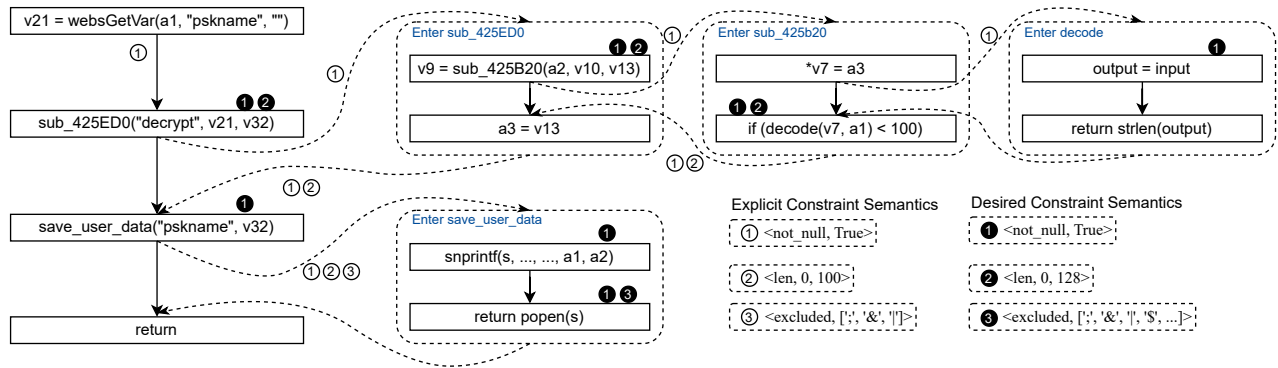 v21 = websGetVar(a1, "pskname", "")
①
❶ ❷
sub_425ED0("decrypt", v21, v32)
① ②
❶
save_user_data("pskname", v32)
return
①
Enter sub_425ED0
❶ ❷
v9 = sub_425B20(a2, v10, v13)
a3 = v13
①
Enter sub_425b20
*v7 = a3
❶ ❷
if (decode(v7, a1) < 100)
① ②
①
Enter decode
❶
output = input
return strlen(output)
① ② ③
Enter save_user_data
❶
snprintf(s, ..., ..., a1, a2)
❶ ❸
return popen(s)
Explicit Constraint Semantics
① <not_null, True>
② <len, 0, 100>
③ <excluded, [';', '&', '|']>
Desired Constraint Semantics
❶ <not_null, True>
❷ <len, 0, 128>
❸ <excluded, [';', '&', '|', '$', ...]>